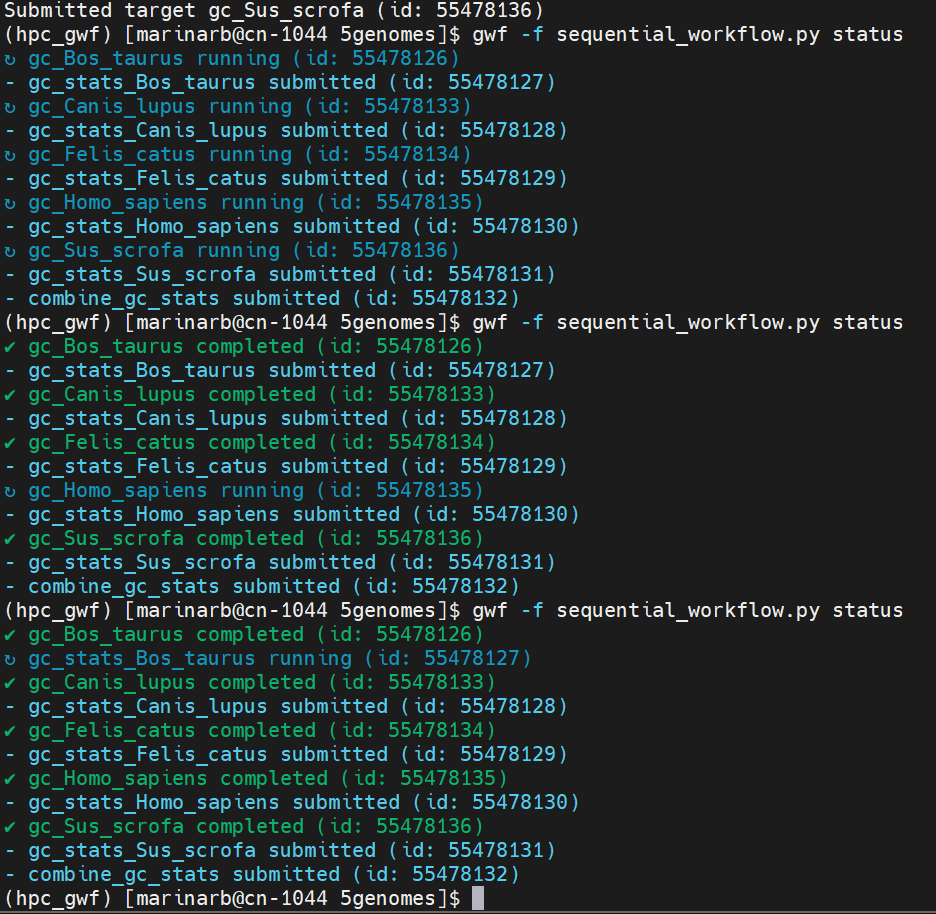 Submitted target gc_Sus_scrofa (id: 55478136)
(hpc_gwf) [marinarb@cn-1044 5genomes]$ gwf -f sequential_workflow.py status
↻ gc_Bos_taurus running (id: 55478126)
- gc_stats_Bos_taurus submitted (id: 55478127)
↻ gc_Canis_lupus running (id: 55478133)
- gc_stats_Canis_lupus submitted (id: 55478128)
↻ gc_Felis_catus running (id: 55478134)
- gc_stats_Felis_catus submitted (id: 55478129)
↻ gc_Homo_sapiens running (id: 55478135)
- gc_stats_Homo_sapiens submitted (id: 55478130)
↻ gc_Sus_scrofa running (id: 55478136)
- gc_stats_Sus_scrofa submitted (id: 55478131)
- combine_gc_stats submitted (id: 55478132)
(hpc_gwf) [marinarb@cn-1044 5genomes]$ gwf -f sequential_workflow.py status
✔ gc_Bos_taurus completed (id: 55478126)
- gc_stats_Bos_taurus submitted (id: 55478127)
✔ gc_Canis_lupus completed (id: 55478133)
- gc_stats_Canis_lupus submitted (id: 55478128)
✔ gc_Felis_catus completed (id: 55478134)
- gc_stats_Felis_catus submitted (id: 55478129)
↻ gc_Homo_sapiens running (id: 55478135)
- gc_stats_Homo_sapiens submitted (id: 55478130)
✔ gc_Sus_scrofa completed (id: 55478136)
- gc_stats_Sus_scrofa submitted (id: 55478131)
- combine_gc_stats submitted (id: 55478132)
(hpc_gwf) [marinarb@cn-1044 5genomes]$ gwf -f sequential_workflow.py status
✔ gc_Bos_taurus completed (id: 55478126)
↻ gc_stats_Bos_taurus running (id: 55478127)
✔ gc_Canis_lupus completed (id: 55478133)
- gc_stats_Canis_lupus submitted (id: 55478128)
✔ gc_Felis_catus completed (id: 55478134)
- gc_stats_Felis_catus submitted (id: 55478129)
✔ gc_Homo_sapiens completed (id: 55478135)
- gc_stats_Homo_sapiens submitted (id: 55478130)
✔ gc_Sus_scrofa completed (id: 55478136)
- gc_stats_Sus_scrofa submitted (id: 55478131)
- combine_gc_stats submitted (id: 55478132)
(hpc_gwf) [marinarb@cn-1044 5genomes]$